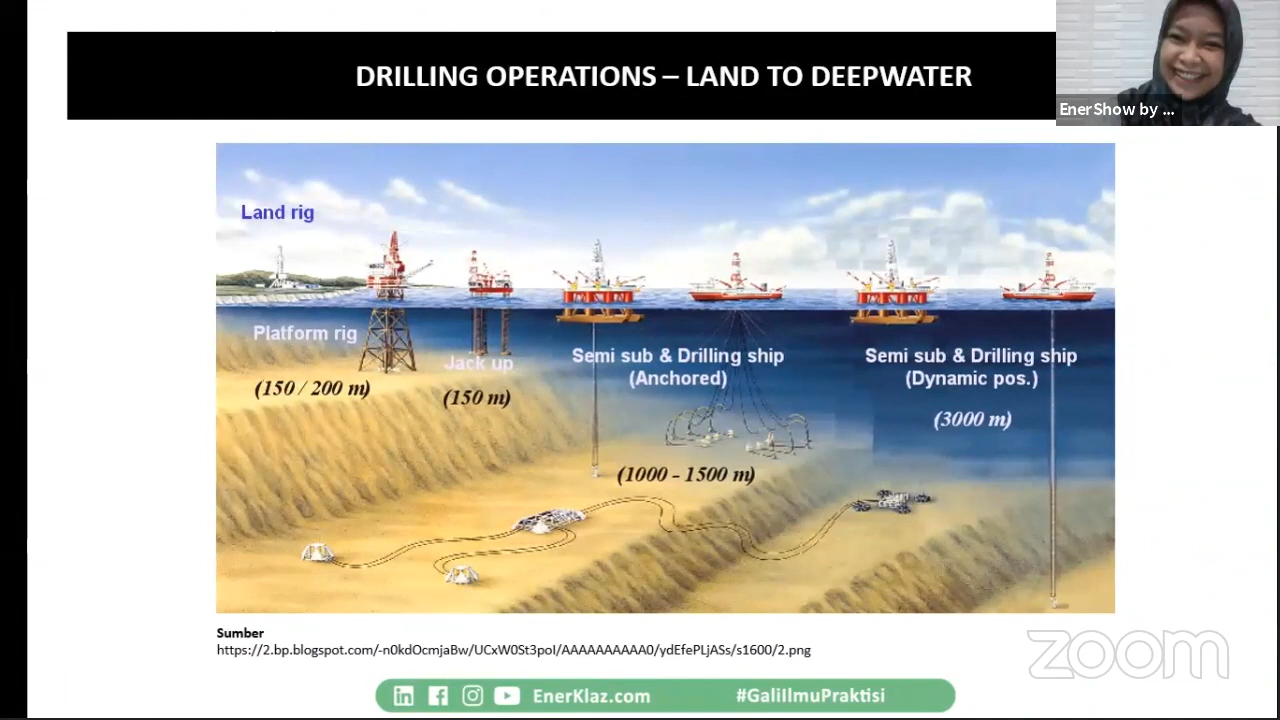 DRILLING OPERATIONS – LAND TO DEEPWATER
EnerShow by ...
Land rig
Platform rig
(150 / 200 m)
Jack up
(150 m)
Semi sub & Drilling ship
(Anchored)
(1000 - 1500 m)
Semi sub & Drilling ship
(Dynamic pos.)
(3000 m)
Sumber
https://2.bp.blogspot.com/-n0kdOcmjaBw/UCxW0St3poI/AAAAAAAAAA0/ydEfePLjASs/s1600/2.png
zoom
EnerKlaz.com
#GaliIlmuPraktisi